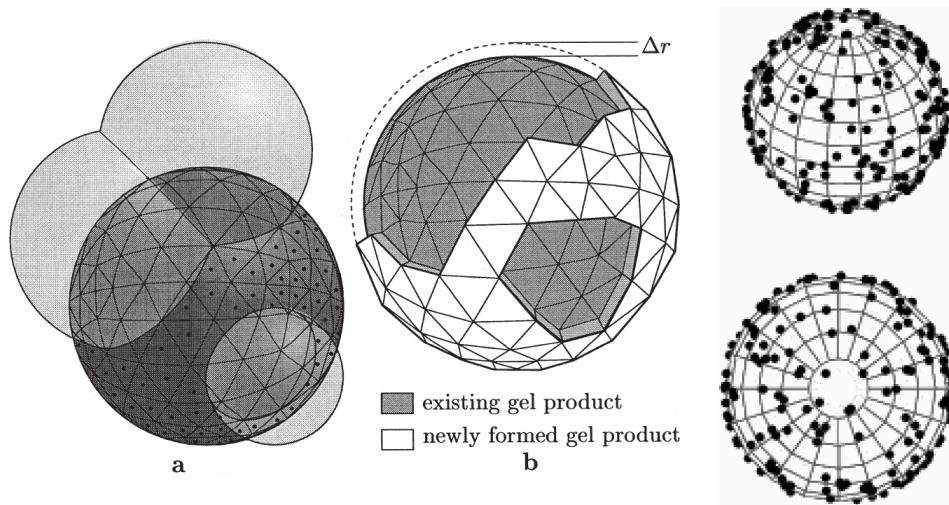 Δr
existing gel product
newly formed gel product
a
b